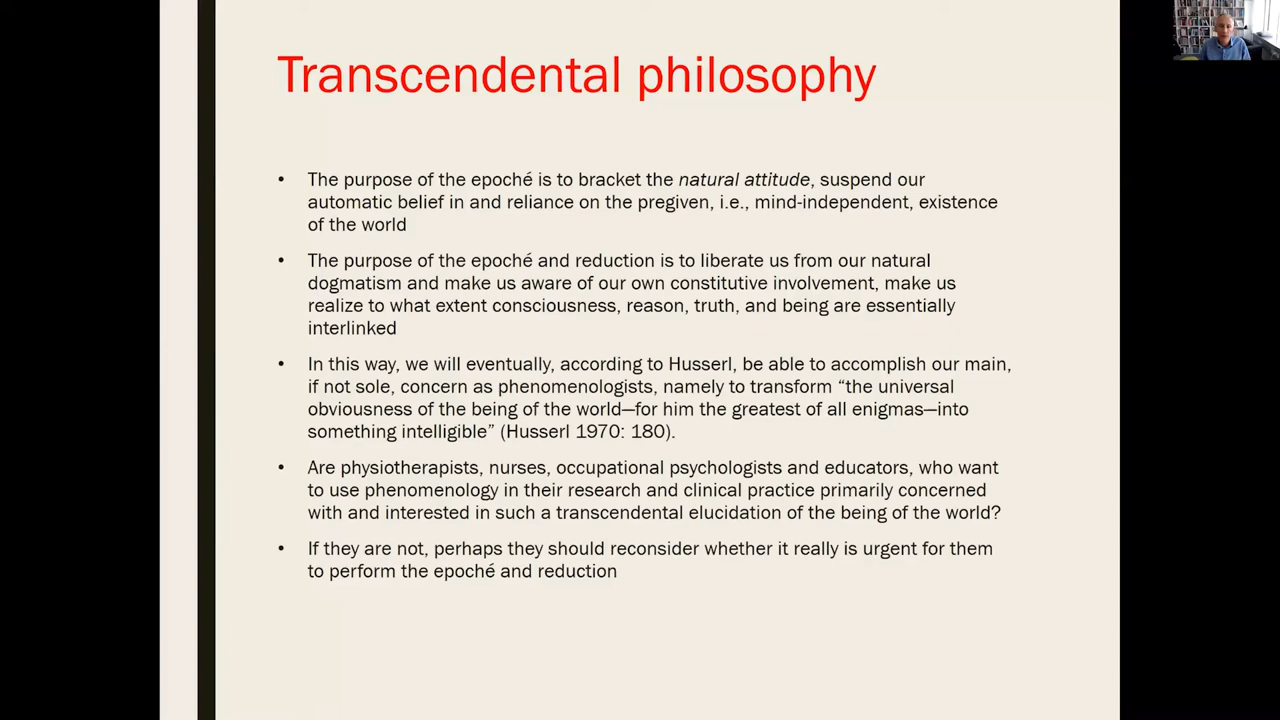 Transcendental philosophy
• The purpose of the epoché is to bracket the natural attitude, suspend our
automatic belief in and reliance on the pregiven, i.e., mind-independent, existence
of the world
• The purpose of the epoché and reduction is to liberate us from our natural
dogmatism and make us aware of our own constitutive involvement, make us
realize to what extent consciousness, reason, truth, and being are essentially
interlinked
• In this way, we will eventually, according to Husserl, be able to accomplish our main,
if not sole, concern as phenomenologists, namely to transform “the universal
obviousness of the being of the world—for him the greatest of all enigmas—into
something intelligible” (Husserl 1970: 180).
• Are physiotherapists, nurses, occupational psychologists and educators, who want
to use phenomenology in their research and clinical practice primarily concerned
with and interested in such a transcendental elucidation of the being of the world?
• If they are not, perhaps they should reconsider whether it really is urgent for them
to perform the epoché and reduction